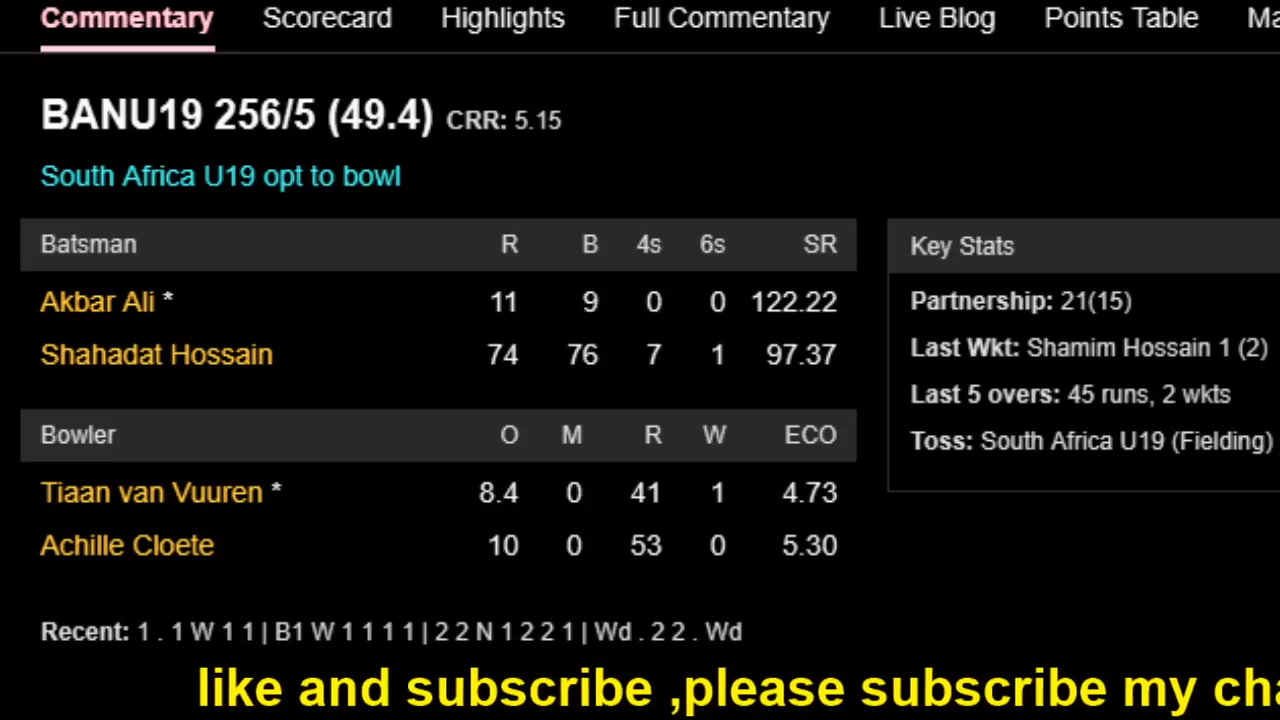 Commentary Scorecard Highlights Full Commentary Live Blog Points Table
BANU19 256/5 (49.4) CRR: 5.15
South Africa U19 opt to bowl
Batsman R B 4s 6s SR
Akbar Ali * 11 9 0 0 122.22
Shahadat Hossain 74 76 7 1 97.37
Bowler O M R W ECO
Tiaan van Vuuren * 8.4 0 41 1 4.73
Achille Cloete 10 0 53 0 5.30
Key Stats
Partnership: 21(15)
Last Wkt: Shamim Hossain 1 (2)
Last 5 overs: 45 runs, 2 wkts
Toss: South Africa U19 (Fielding)
Recent: 1 . 1 W 1 1 | B1 W 1 1 1 1 | 2 2 N 1 2 2 1 | Wd . 2 2 . Wd
like and subscribe ,please subscribe my